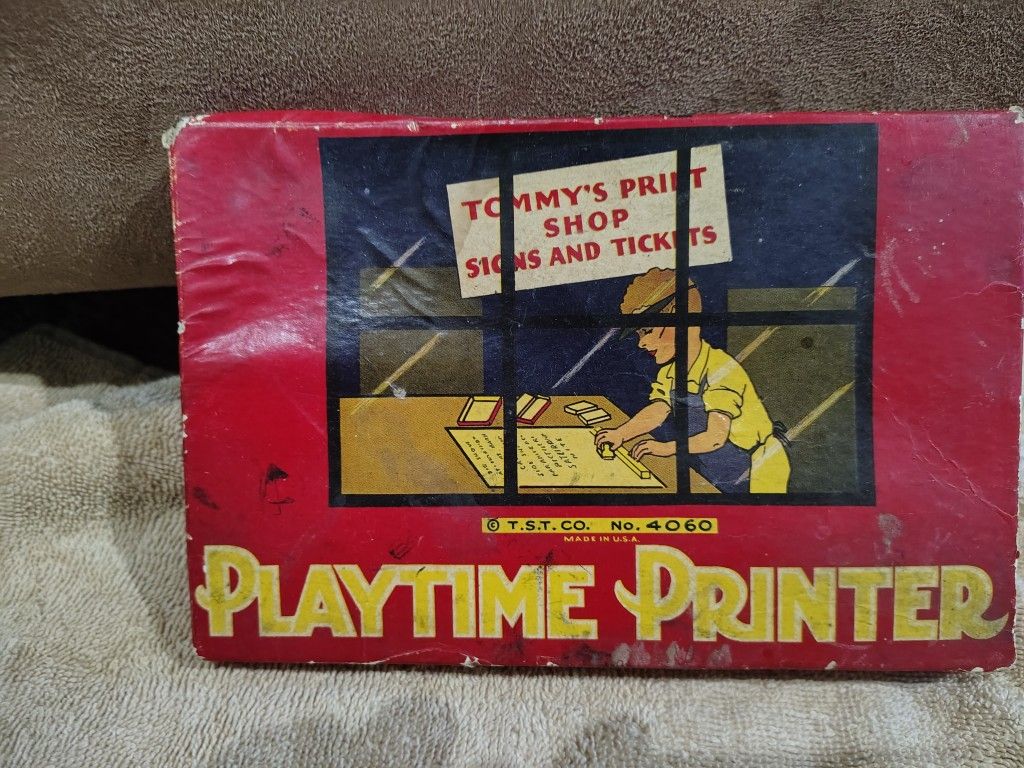 TOMMY'S PRINT
SHOP
SIGNS AND TICKETS
© T.S.T. CO. No. 4060
MADE IN U.S.A.
PLAYTIME PRINTER